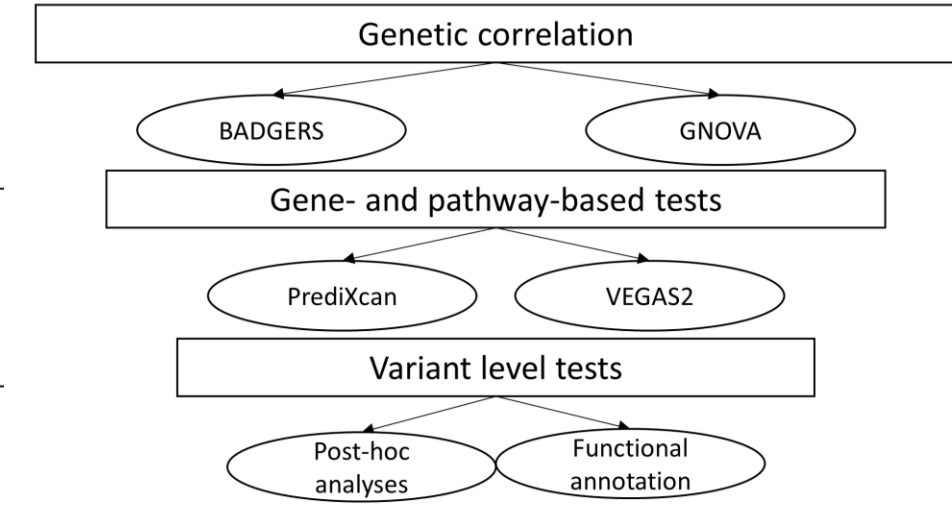 Genetic correlation
BADGERS
GNOVA
Gene- and pathway-based tests
PrediXcan
VEGAS2
Variant level tests
Post-hoc
analyses
Functional
annotation